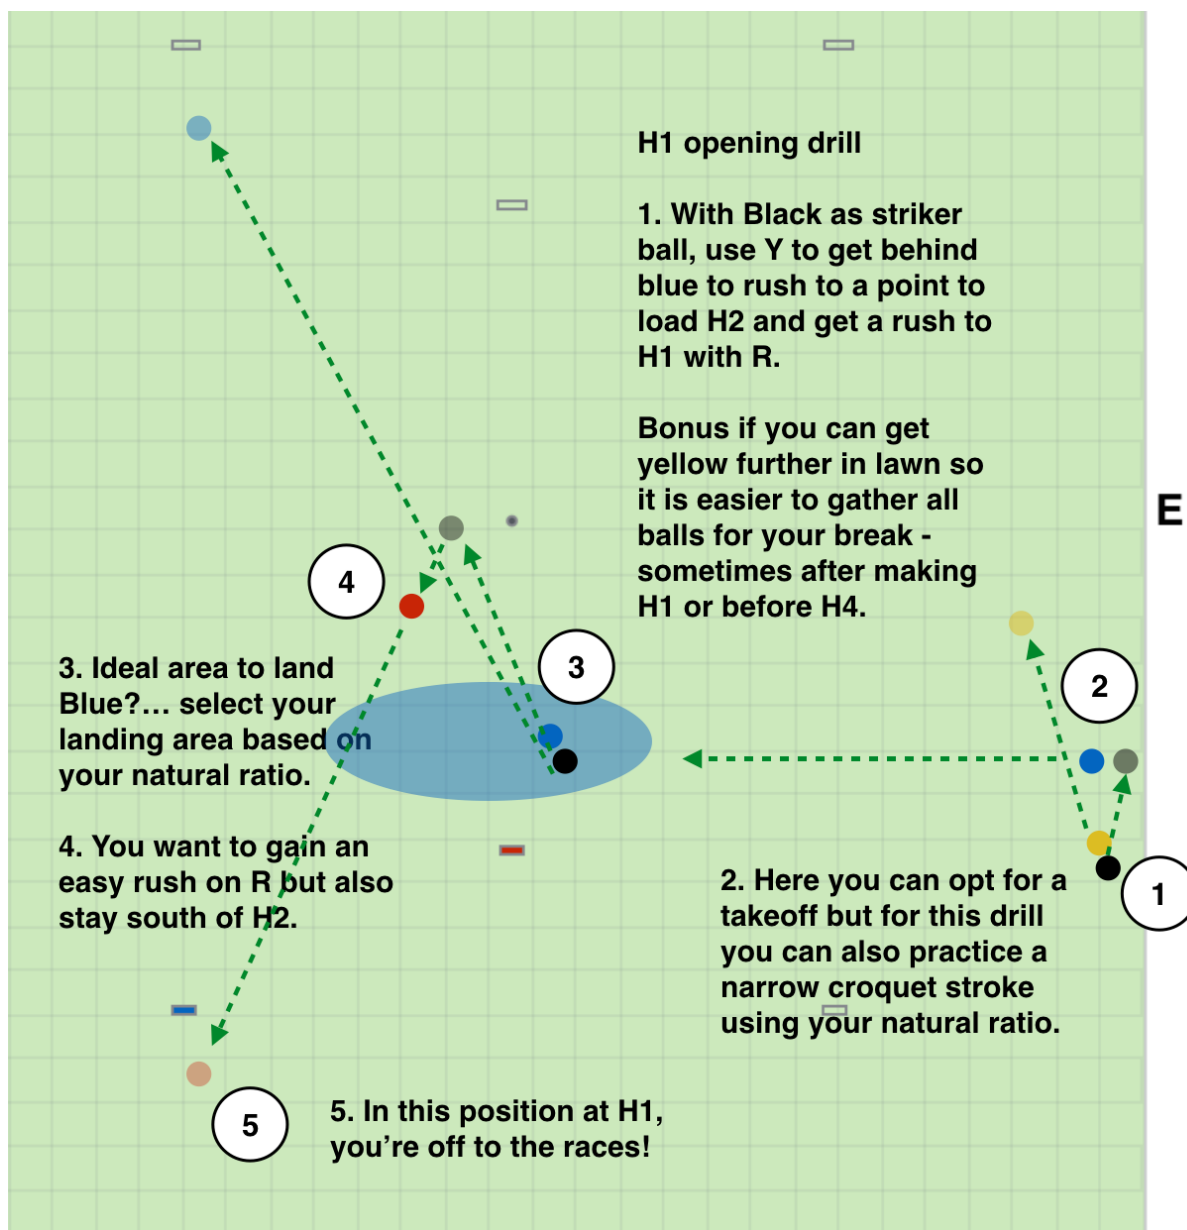 H1 opening drill
1. With Black as striker
ball, use Y to get behind
blue to rush to a point to
load H2 and get a rush to
H1 with R.
Bonus if you can get
yellow further in lawn so
it is easier to gather all
balls for your break -
sometimes after making
H1 or before H4.
E
4
3
2
3. Ideal area to land
Blue?... select your
landing area based on
your natural ratio.
4. You want to gain an
easy rush on R but also
stay south of H2.
1
2. Here you can opt for a
takeoff but for this drill
you can also practice a
narrow croquet stroke
using your natural ratio.
5
5. In this position at H1,
you’re off to the races!